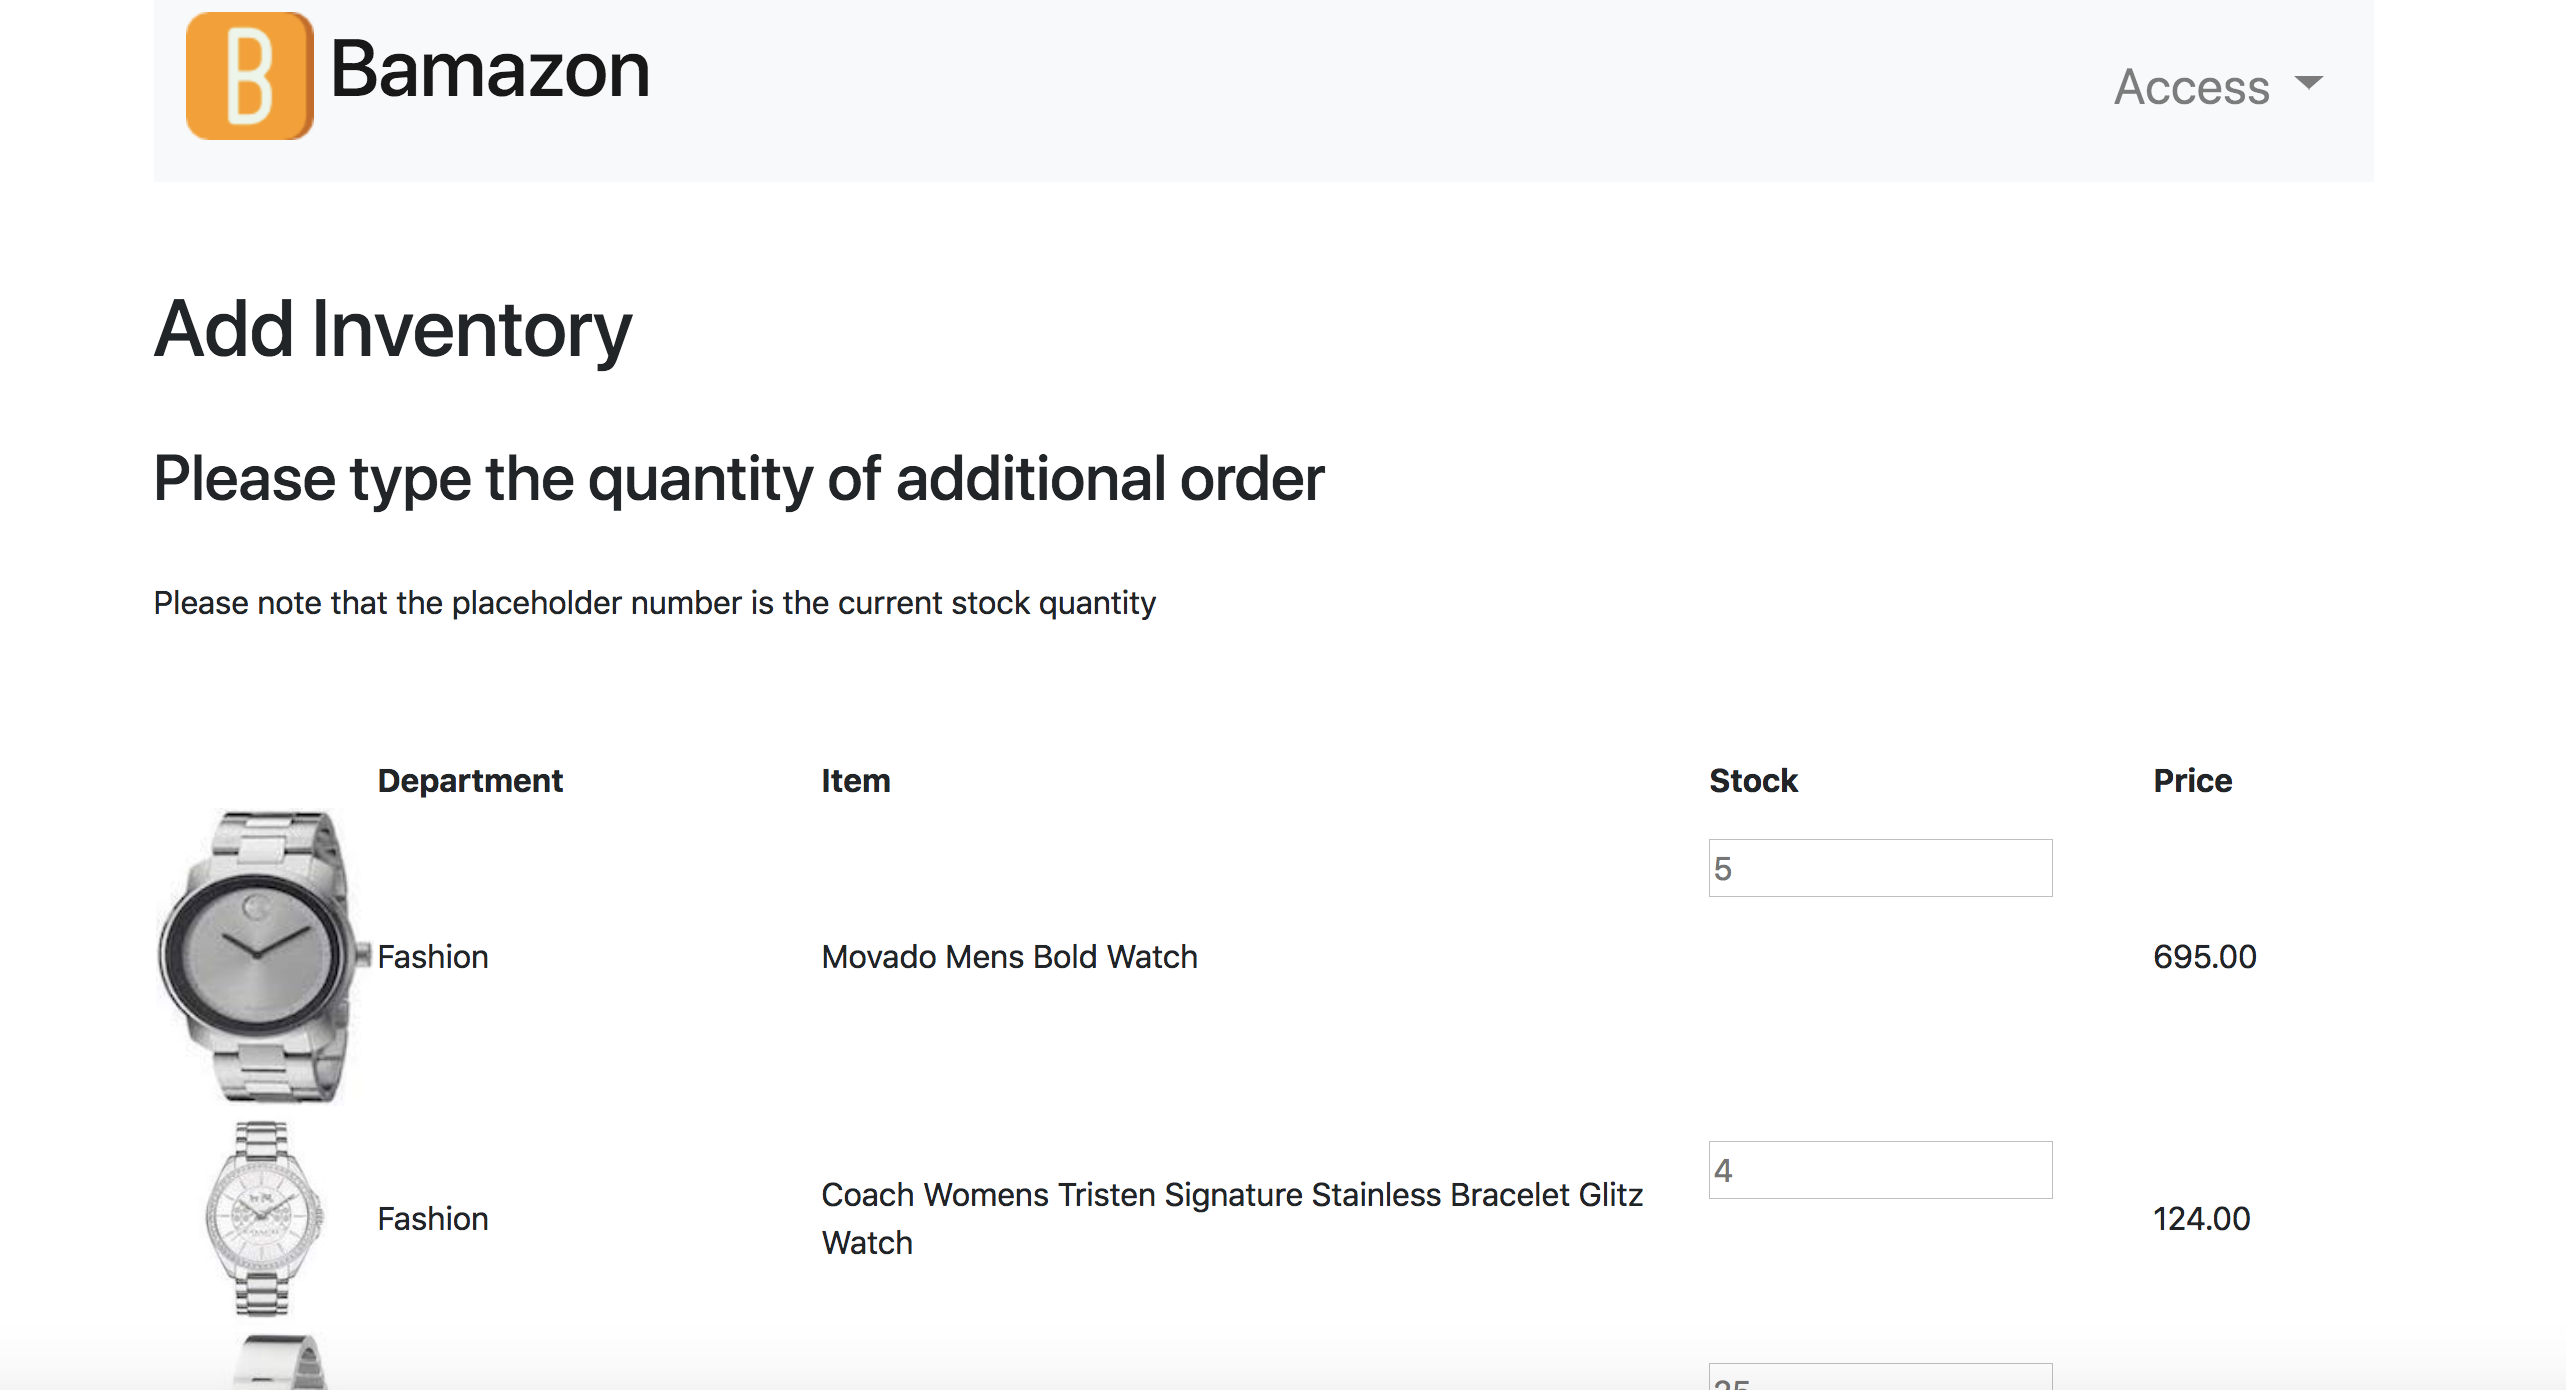 B Bamazon
Access
Add Inventory
Please type the quantity of additional order
Please note that the placeholder number is the current stock quantity
Department Item Stock Price
5
Fashion Movado Mens Bold Watch 695.00
4
Coach Womens Tristen Signature Stainless Bracelet Glitz
Fashion 124.00
Watch